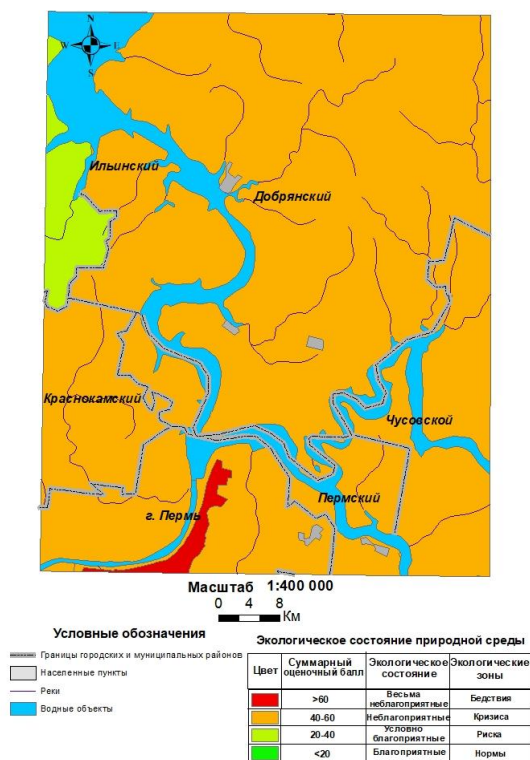 N
W E
S
Ильинский
Добрянский
Краснокамский
Чусовской
г. Пермь
Пермский
Масштаб 1:400 000
0 4 8
Км
Условные обозначения
Границы городских и муниципальных районов
Населенные пункты
Реки
Водные объекты
Экологическое состояние природной среды
Цвет Суммарный оценочный балл Экологическое состояние Экологические зоны
>60 Весьма неблагоприятные Бедствия
40-60 Неблагоприятные Кризиса
20-40 Условно благоприятные Риска
<20 Благоприятные Нормы